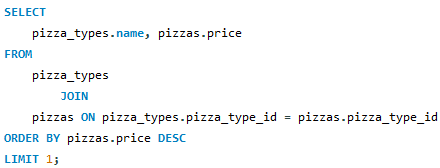 SELECT
    pizza_types.name, pizzas.price
FROM
    pizza_types
        JOIN
    pizzas ON pizza_types.pizza_type_id = pizzas.pizza_type_id
ORDER BY pizzas.price DESC
LIMIT 1;